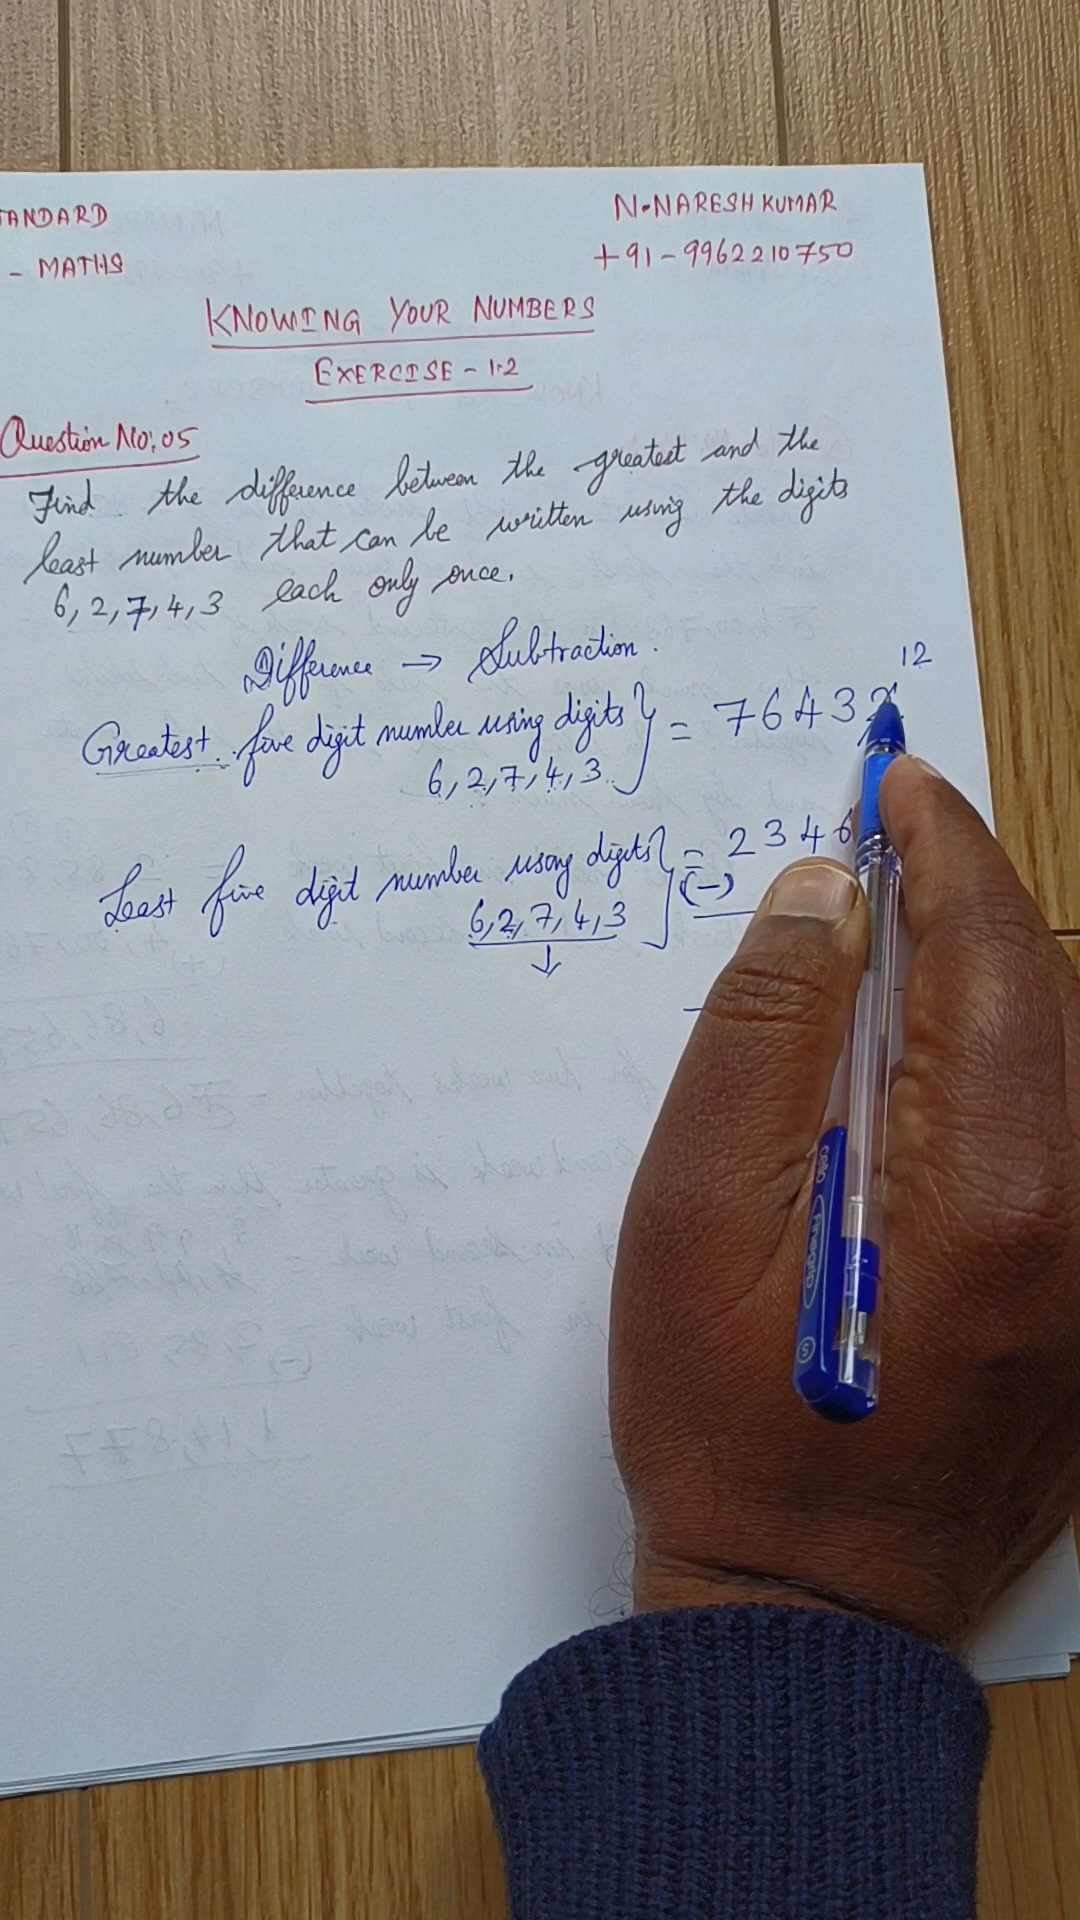 TANDARD
N. NARESH KUMAR
- MATHS
+91-9962210750
KNOWING YOUR NUMBERS
EXERCISE - 1.2
Question No: 05
Find the difference between the greatest and the
least number that can be written using the digits
6, 2, 7, 4, 3 each only once.
Difference → Subtraction.
12
Greatest five digit number using digits } = 76432
6, 2, 7, 4, 3
Least five digit number using digits } = 2346
6, 2, 7, 4, 3
(-)
cello
Finegrip